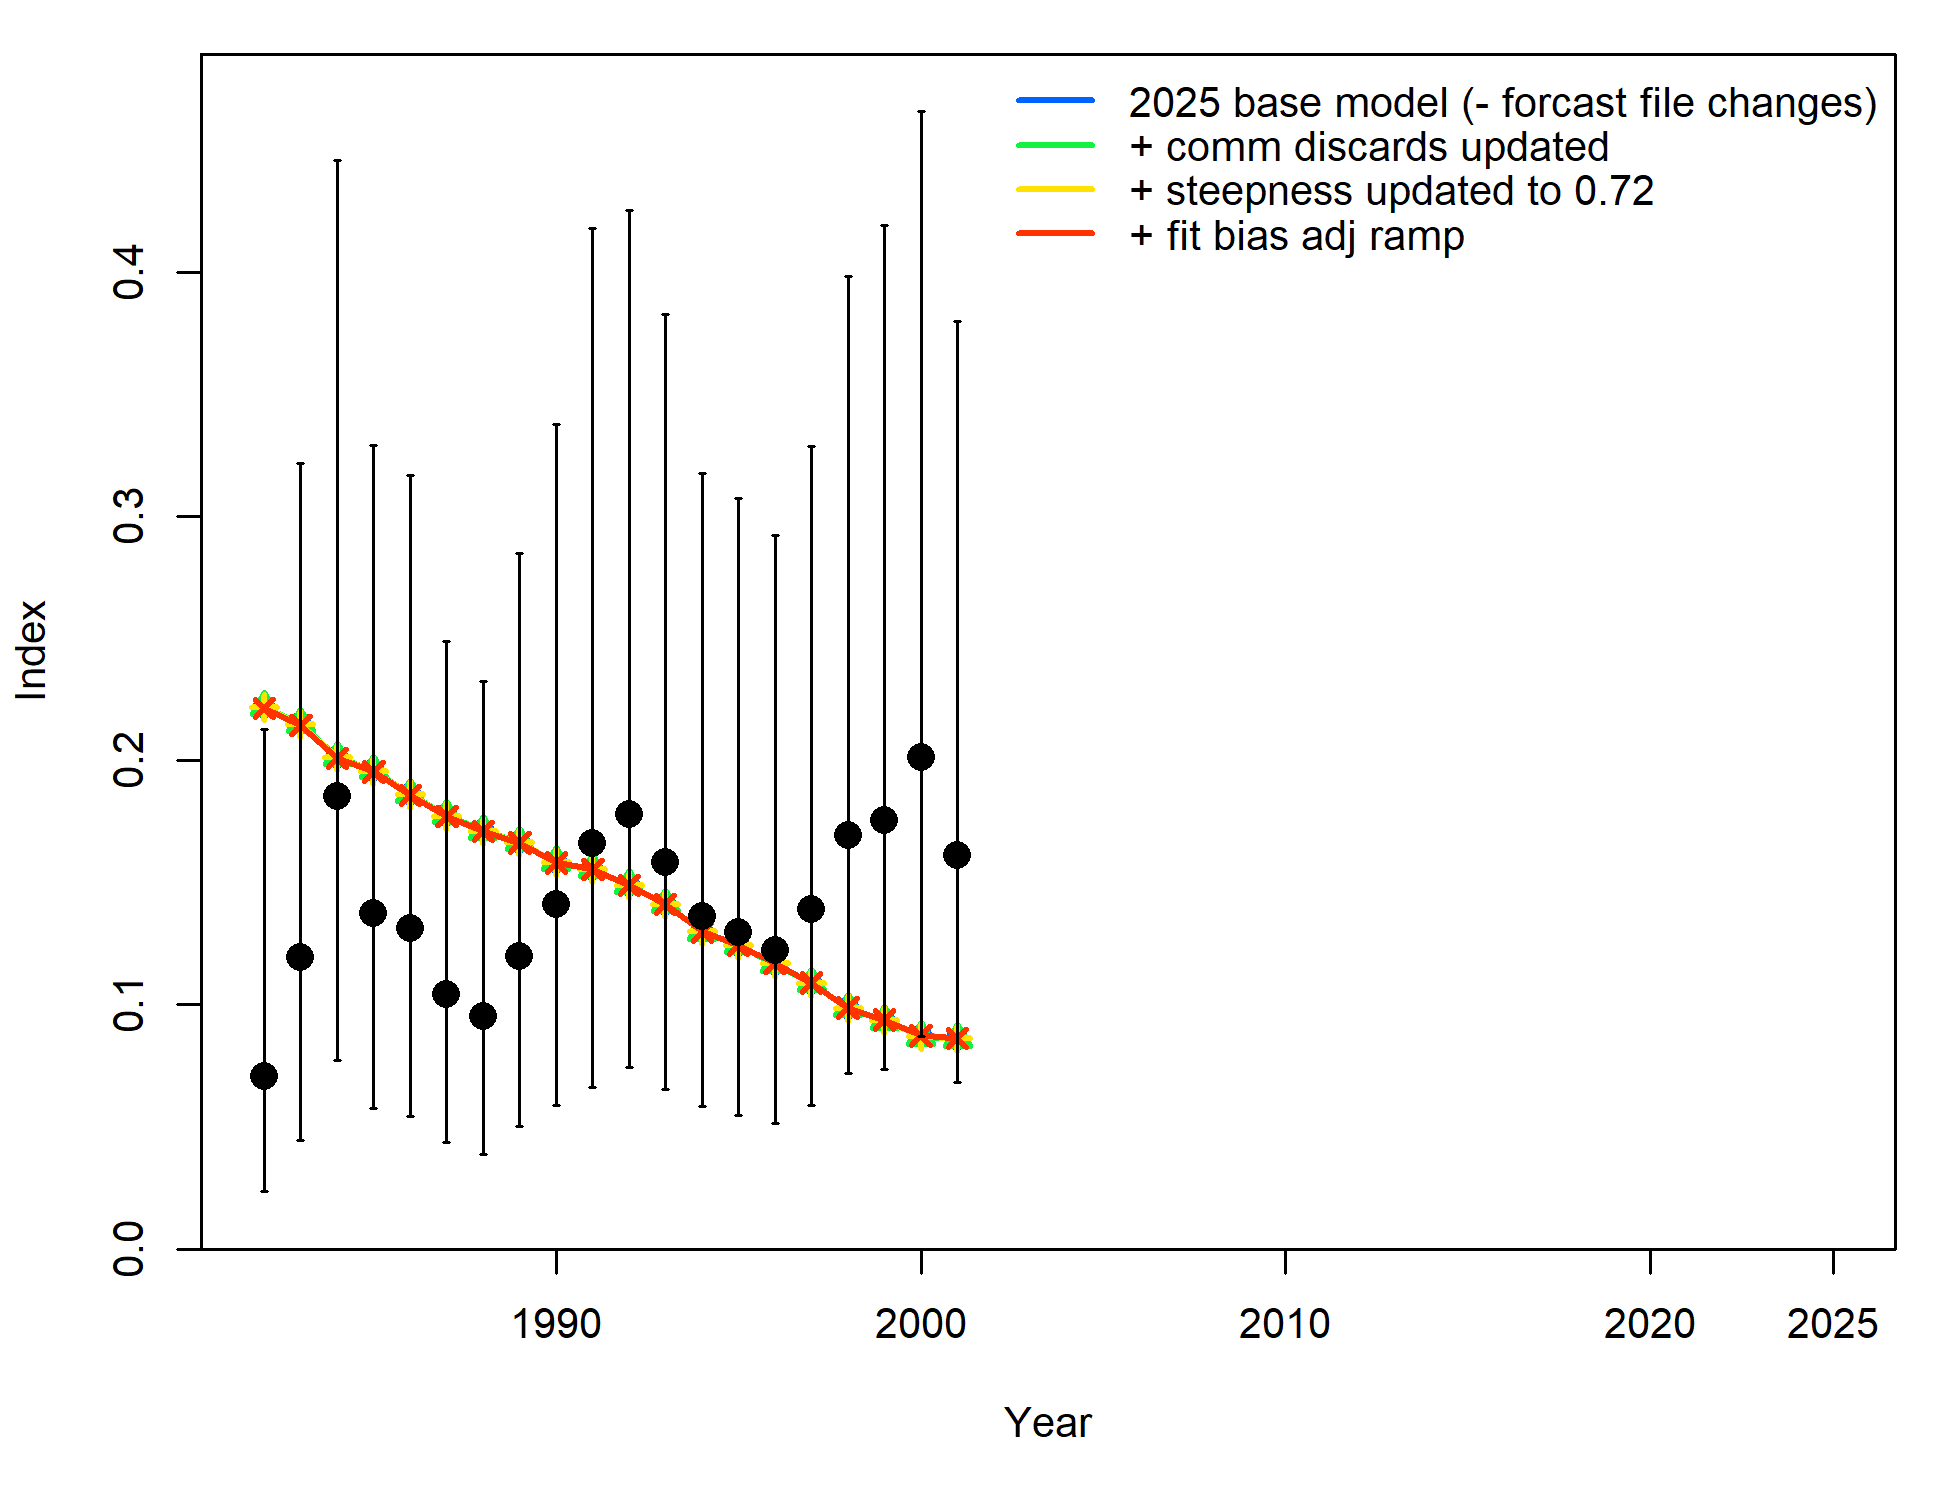 2025 base model (- forcast file changes)
+ comm discards updated
+ steepness updated to 0.72
+ fit bias adj ramp
0.4
0.3
0.2
0.1
0.0
Index
1990 2000 2010 2020 2025
Year